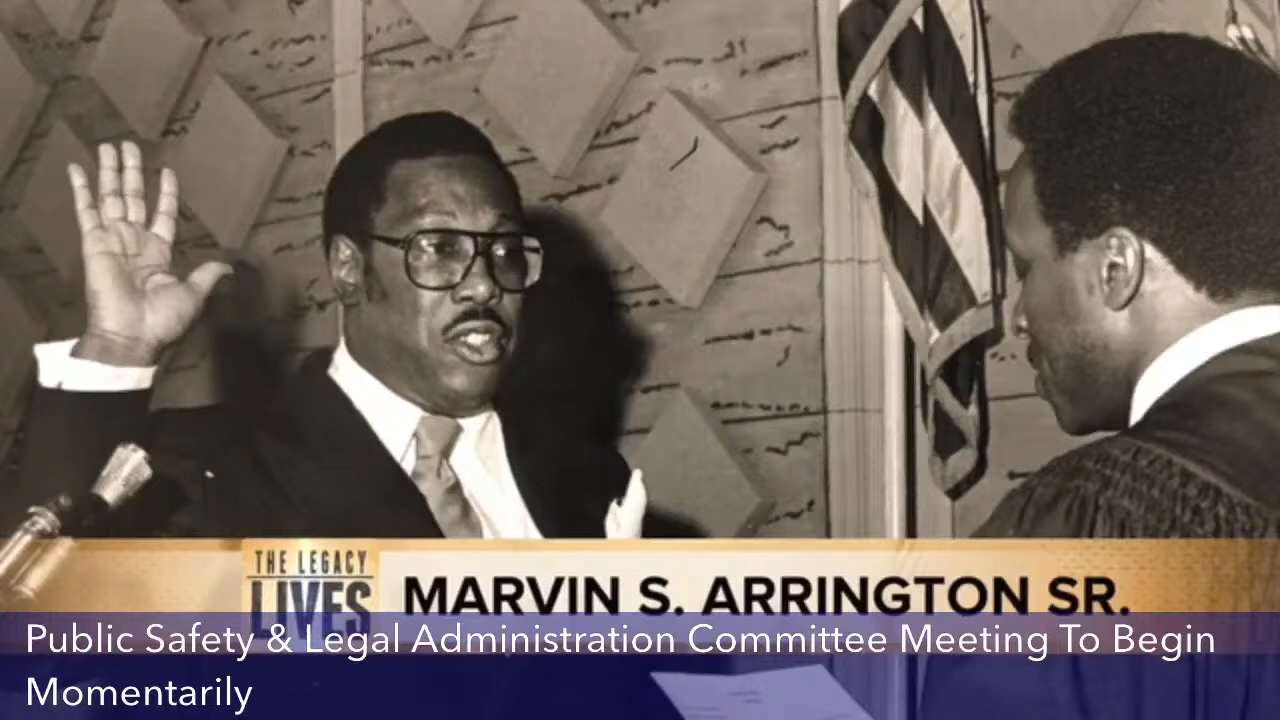 THE LEGACY
LIVES
MARVIN S. ARRINGTON SR.
Public Safety & Legal Administration Committee Meeting To Begin
Momentarily